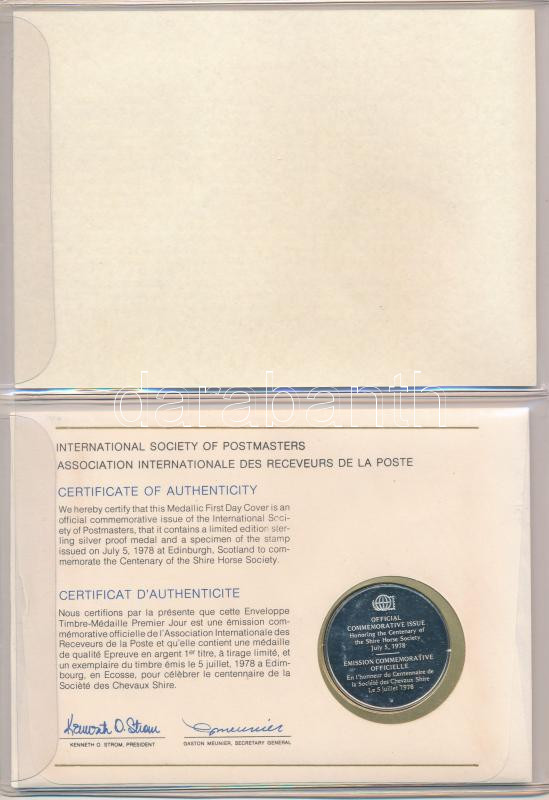 darabanth
INTERNATIONAL SOCIETY OF POSTMASTERS
ASSOCIATION INTERNATIONALE DES RECEVEURS DE LA POSTE
CERTIFICATE OF AUTHENTICITY
We hereby certify that this Medallic First Day Cover is an
official commemorative issue of the International Soci-
ety of Postmasters, that it contains a limited edition ster-
ling silver proof medal and a specimen of the stamp
issued on July 5, 1978 at Edinburgh, Scotland to com-
memorate the Centenary of the Shire Horse Society.
CERTIFICAT D'AUTHENTICITE
Nous certifions par la présente que cette Enveloppe
Timbre-Médaille Premier Jour est une émission com-
mémorative officielle de l'Association Internationale des
Receveurs de la Poste et qu'elle contient une médaille
de qualité Epreuve en argent 1er titre, à tirage limité, et
un exemplaire du timbre émis le 5 juillet, 1978 a Edim-
bourg, en Ecosse, pour célébrer le centenaire de la
Société des Chevaux Shire.
Kenneth O. Strom
KENNETH O. STROM, PRESIDENT
GASTON MEUNIER, SECRETARY GENERAL
OFFICIAL
COMMEMORATIVE ISSUE
Honoring the Centenary of
the Shire Horse Society
July 5, 1978
EMISSION COMMEMORATIVE
OFFICIELLE
En l'honneur du Centenaire de
la Société des Chevaux Shire
Le 5 juillet 1978